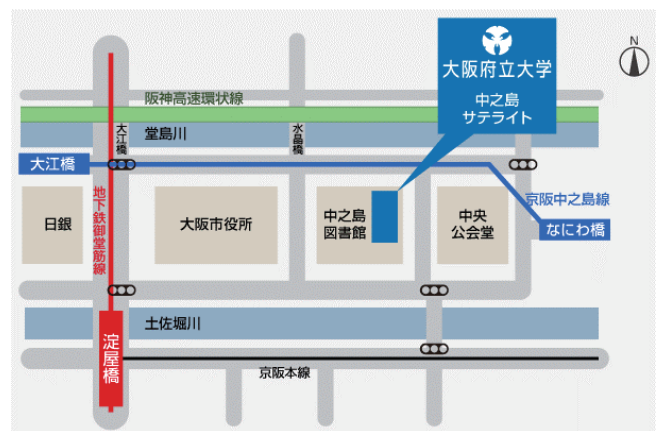 N
大阪府立大学
中之島
サテライト
阪神高速環状線
大江橋
堂島川
水晶橋
大江橋
京阪中之島線
なにわ橋
日銀
地下鉄御堂筋線
大阪市役所
中之島
図書館
中央
公会堂
土佐堀川
淀屋橋
京阪本線